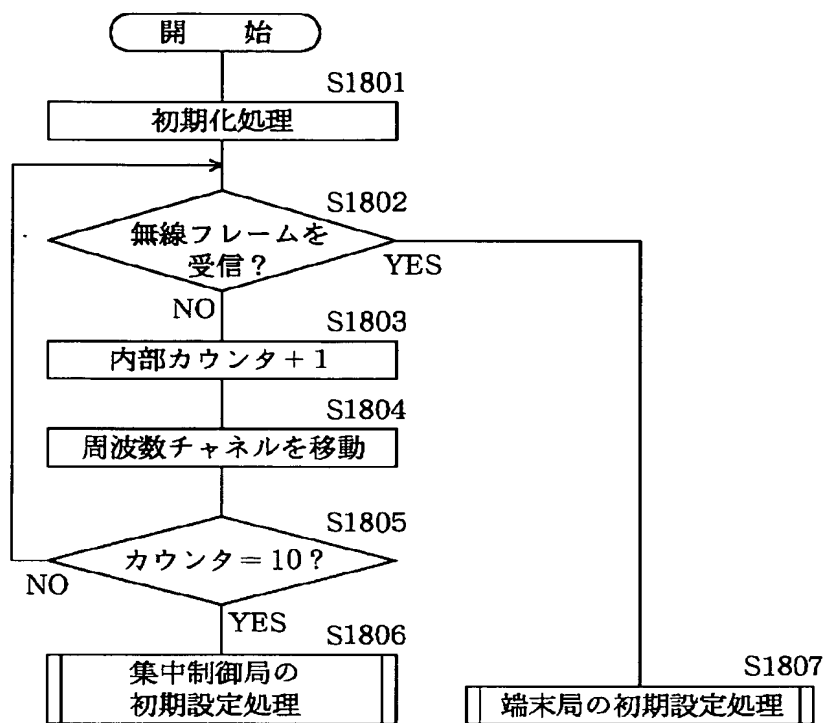 開　始
S1801
初期化処理
S1802
無線フレームを
受信？
YES
NO
S1803
内部カウンタ＋1
S1804
周波数チャネルを移動
S1805
カウンタ＝10？
NO
YES
S1806
集中制御局の
初期設定処理
S1807
端末局の初期設定処理